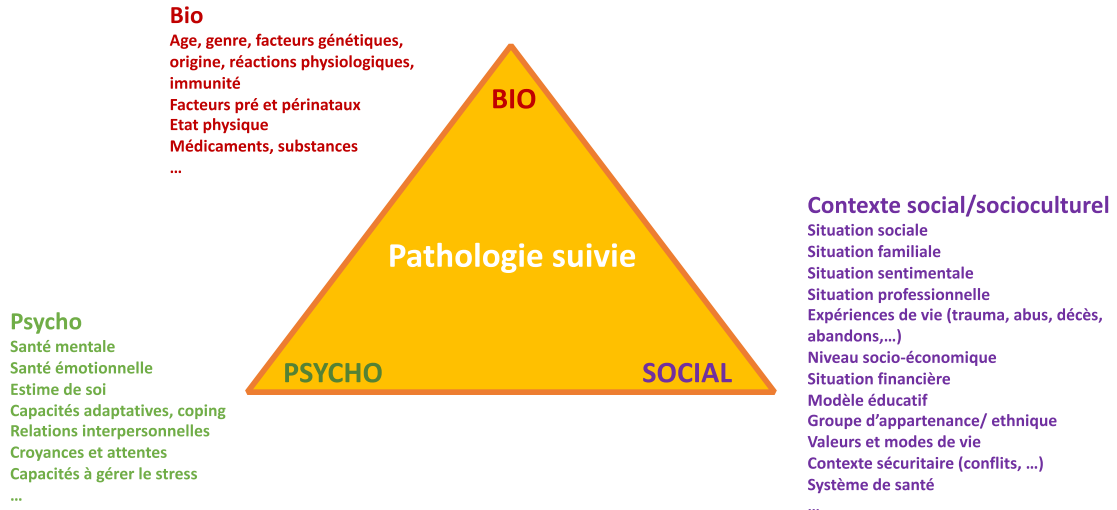 Bio
Age, genre, facteurs génétiques,
origine, réactions physiologiques,
immunité
Facteurs pré et périnataux
Etat physique
Médicaments, substances
…
BIO
Pathologie suivie
PSYCHO
SOCIAL
Psycho
Santé mentale
Santé émotionnelle
Estime de soi
Capacités adaptatives, coping
Relations interpersonnelles
Croyances et attentes
Capacités à gérer le stress
…
Contexte social/socioculturel
Situation sociale
Situation familiale
Situation sentimentale
Situation professionnelle
Expériences de vie (trauma, abus, décès,
abandons,…)
Niveau socio-économique
Situation financière
Modèle éducatif
Groupe d’appartenance/ ethnique
Valeurs et modes de vie
Contexte sécuritaire (conflits, …)
Système de santé
…